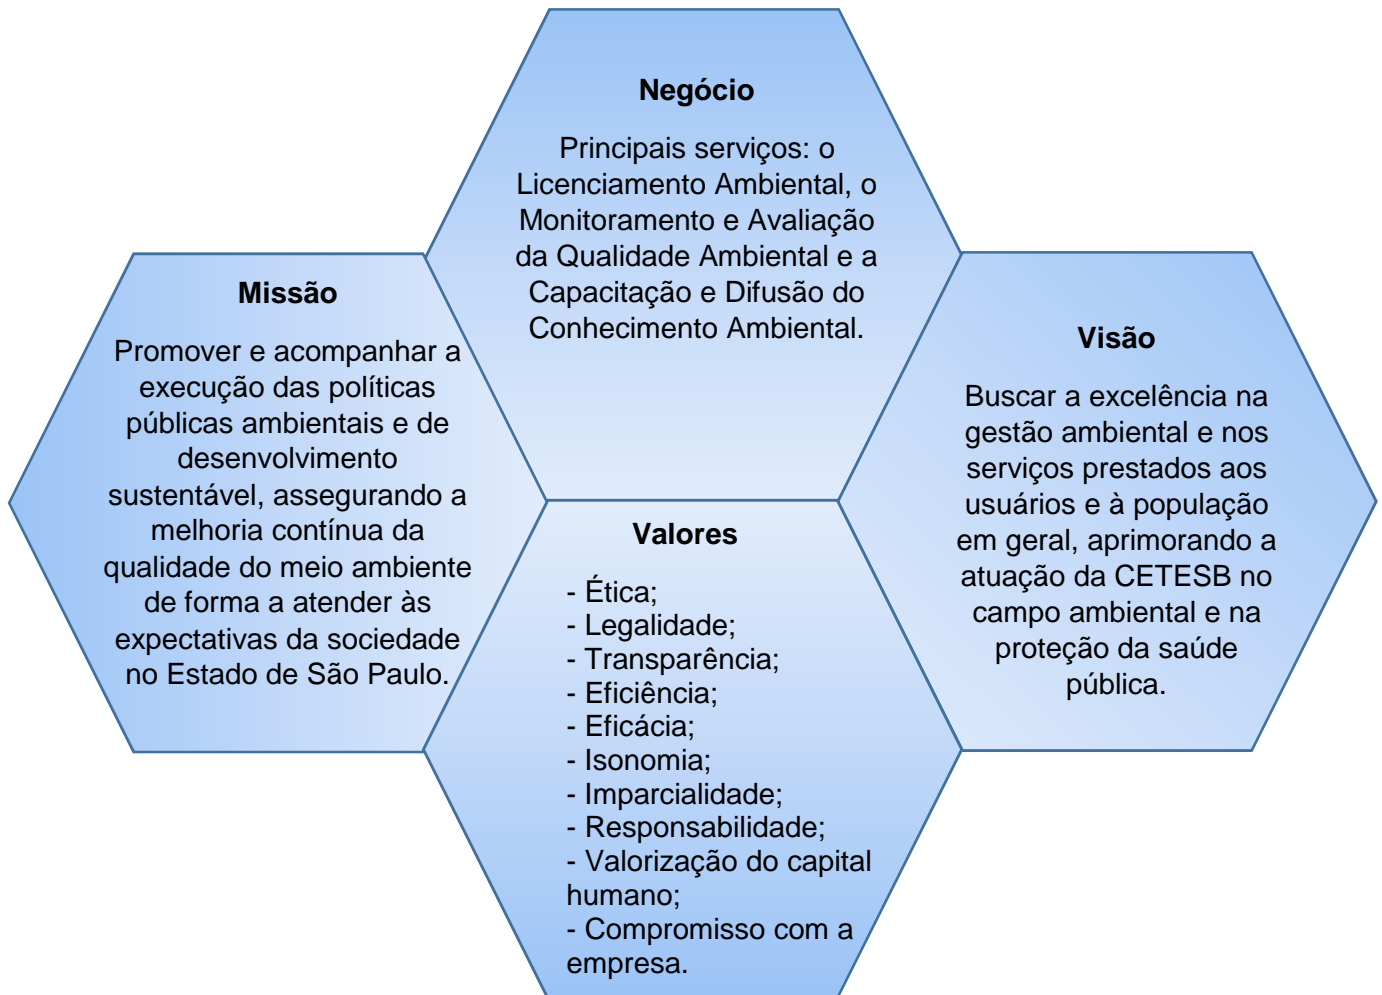 Negócio
Principais serviços: o
Licenciamento Ambiental, o
Monitoramento e Avaliação
da Qualidade Ambiental e a
Capacitação e Difusão do
Conhecimento Ambiental.
Missão
Promover e acompanhar a
execução das políticas
públicas ambientais e de
desenvolvimento
sustentável, assegurando a
melhoria contínua da
qualidade do meio ambiente
de forma a atender às
expectativas da sociedade
no Estado de São Paulo.
Visão
Buscar a excelência na
gestão ambiental e nos
serviços prestados aos
usuários e à população
em geral, aprimorando a
atuação da CETESB no
campo ambiental e na
proteção da saúde
pública.
Valores
- Ética;
- Legalidade;
- Transparência;
- Eficiência;
- Eficácia;
- Isonomia;
- Imparcialidade;
- Responsabilidade;
- Valorização do capital
humano;
- Compromisso com a
empresa.